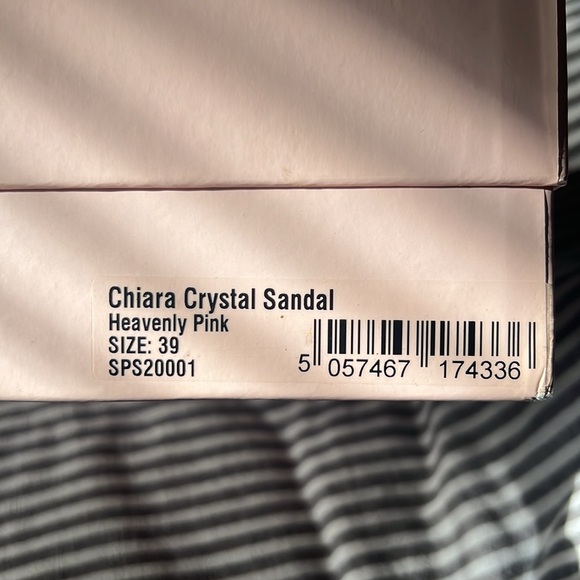 Chiara Crystal Sandal
Heavenly Pink
SIZE: 39
SPS20001
5 057467 174336